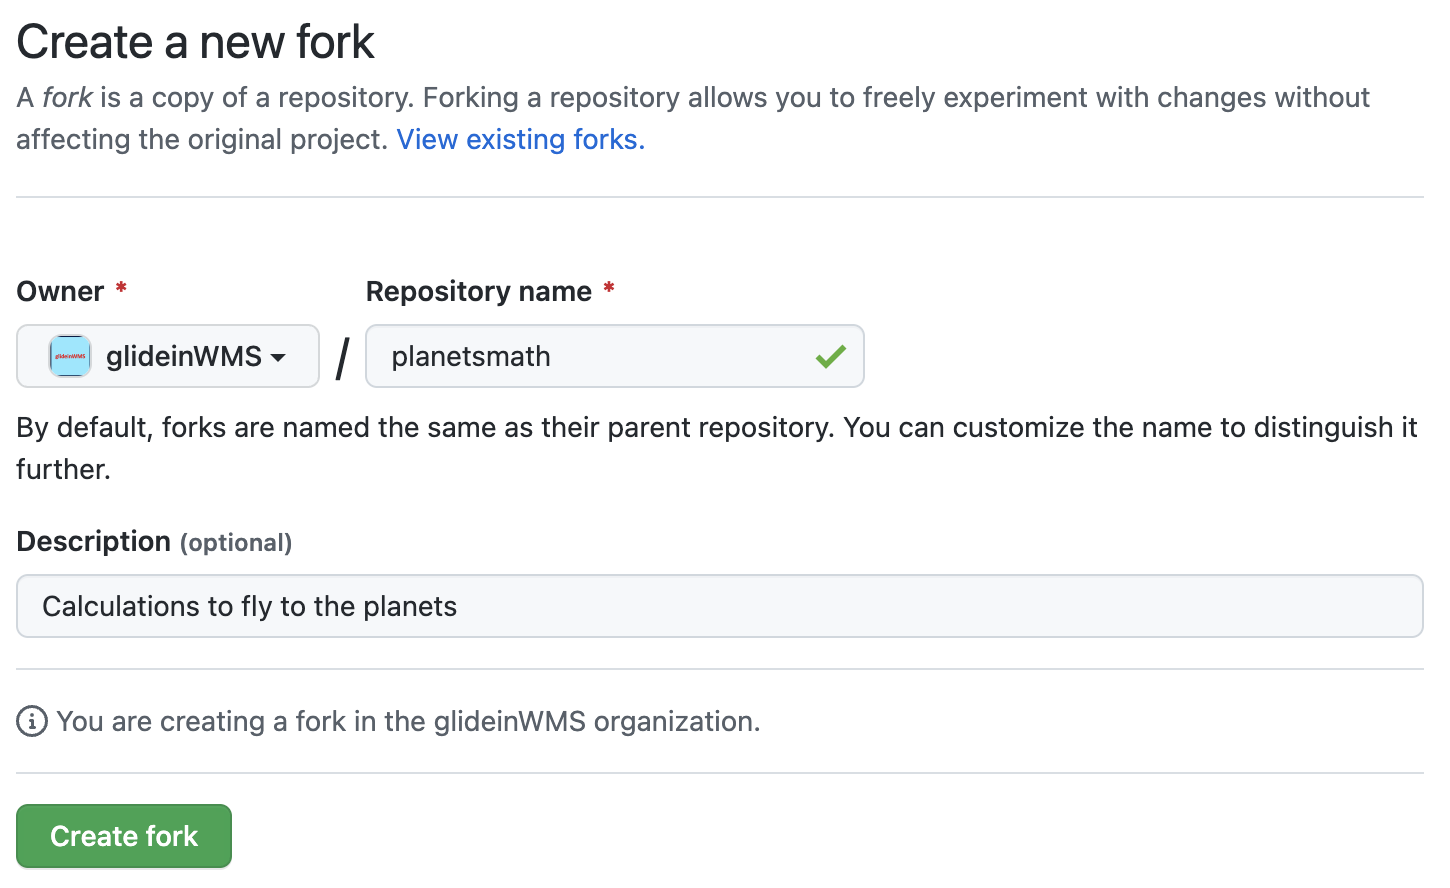 Create a new fork
A fork is a copy of a repository. Forking a repository allows you to freely experiment with changes without
affecting the original project. View existing forks.
Owner * Repository name *
glideinWMS glideinWMS / planetsmath
By default, forks are named the same as their parent repository. You can customize the name to distinguish it
further.
Description (optional)
Calculations to fly to the planets
You are creating a fork in the glideinWMS organization.
Create fork